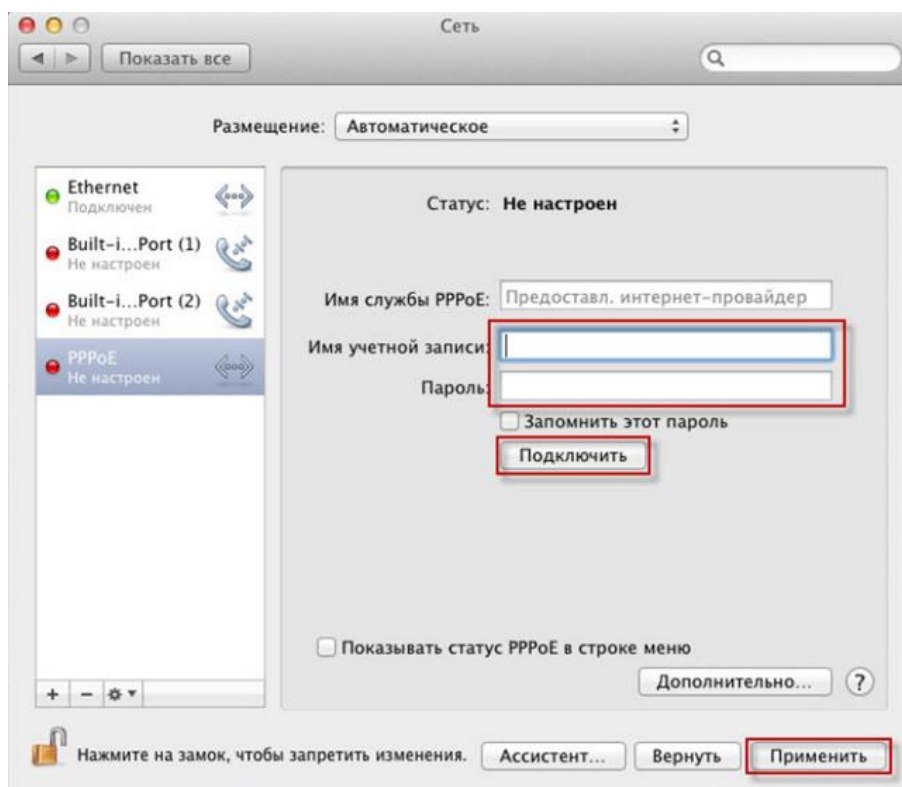 Сеть
Показать все
Размещение: Автоматическое
Ethernet
Подключен
Built-i...Port (1)
Не настроен
Built-i...Port (2)
Не настроен
PPPoE
Не настроен
Статус: Не настроен
Имя службы PPPoE: Предоставл. интернет-провайдер
Имя учетной записи:
Пароль:
Запомнить этот пароль
Подключить
Показывать статус PPPoE в строке меню
Дополнительно... ?
+ −
Нажмите на замок, чтобы запретить изменения. Ассистент... Вернуть Применить